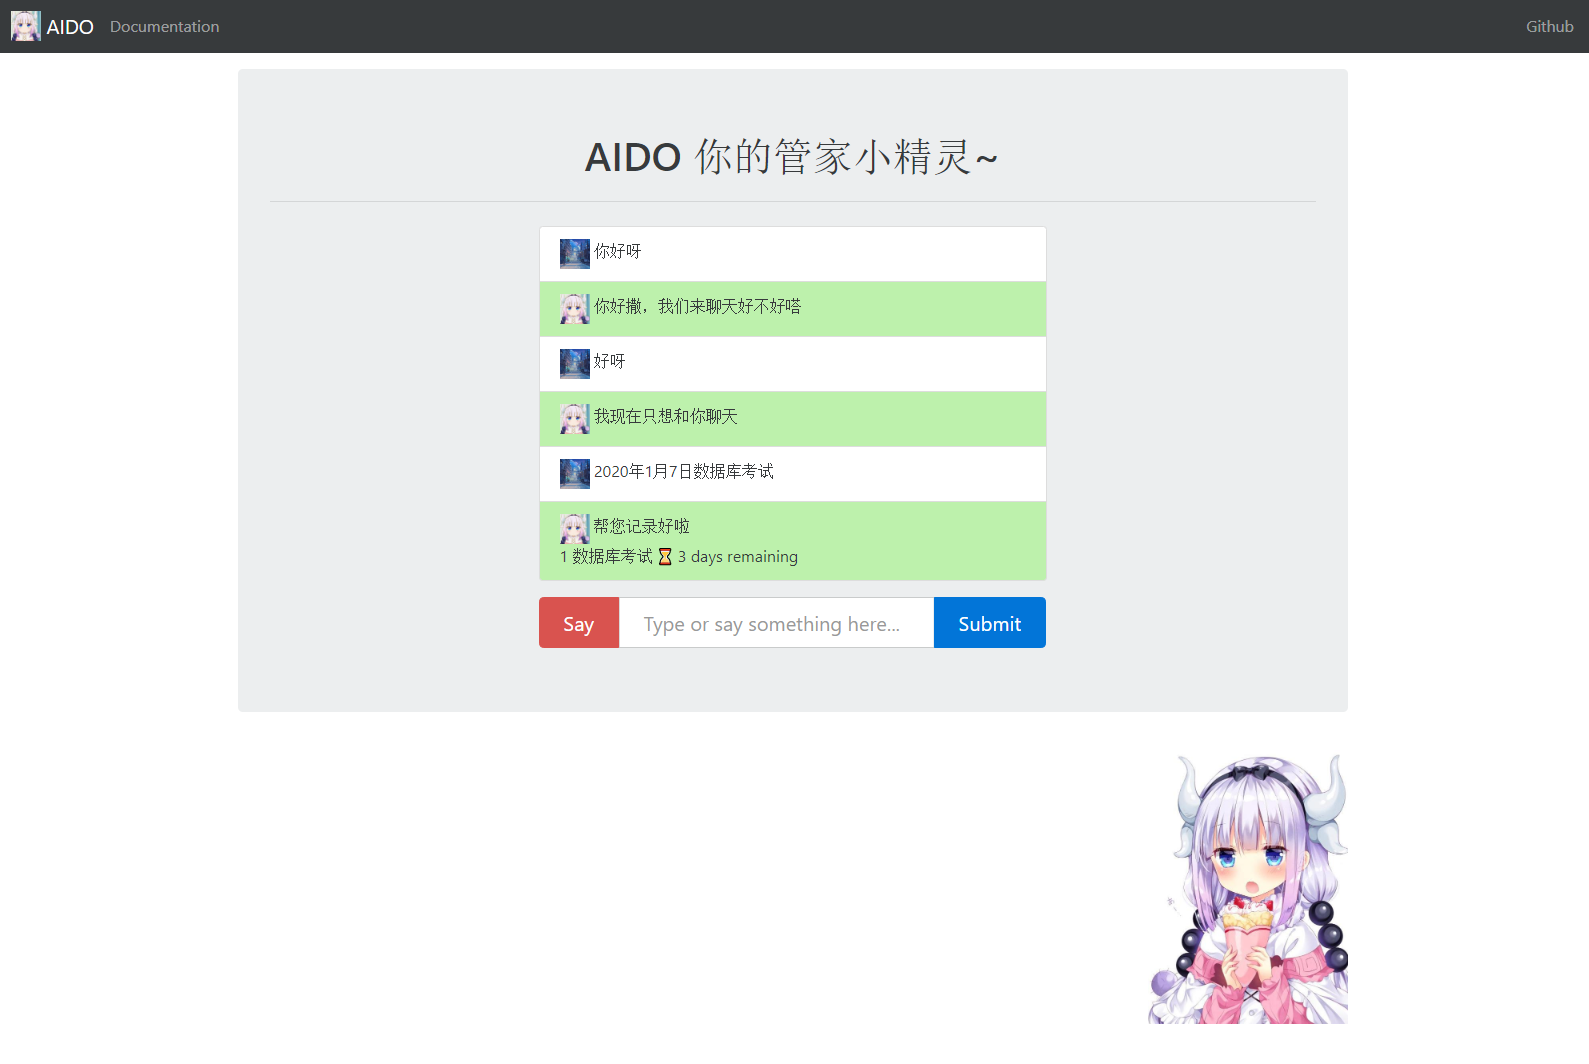 AIDO Documentation Github
AIDO 你的管家小精灵~
你好呀
你好撒，我们来聊天好不好嗒
好呀
我现在只想和你聊天
2020年1月7日数据库考试
帮您记录好啦
1 数据库考试 ⌛ 3 days remaining
Say Type or say something here... Submit